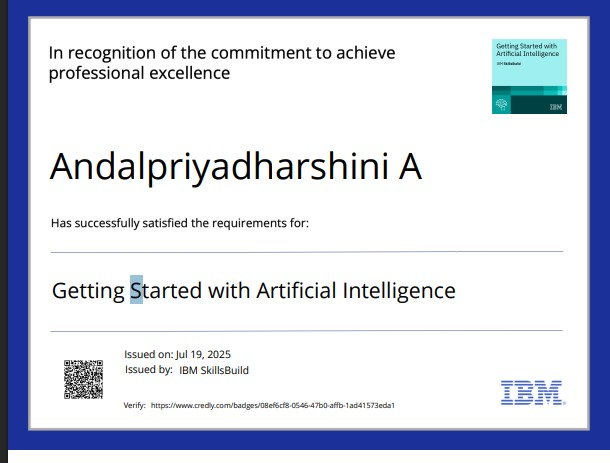 In recognition of the commitment to achieve
professional excellence
Getting Started with
Artificial Intelligence
IBM SkillsBuild
IBM
Andalpriyadharshini A
Has successfully satisfied the requirements for:
Getting Started with Artificial Intelligence
Issued on: Jul 19, 2025
Issued by: IBM SkillsBuild
Verify: https://www.credly.com/badges/08ef6cf8-0546-47b0-affb-1ad41573eda1
IBM